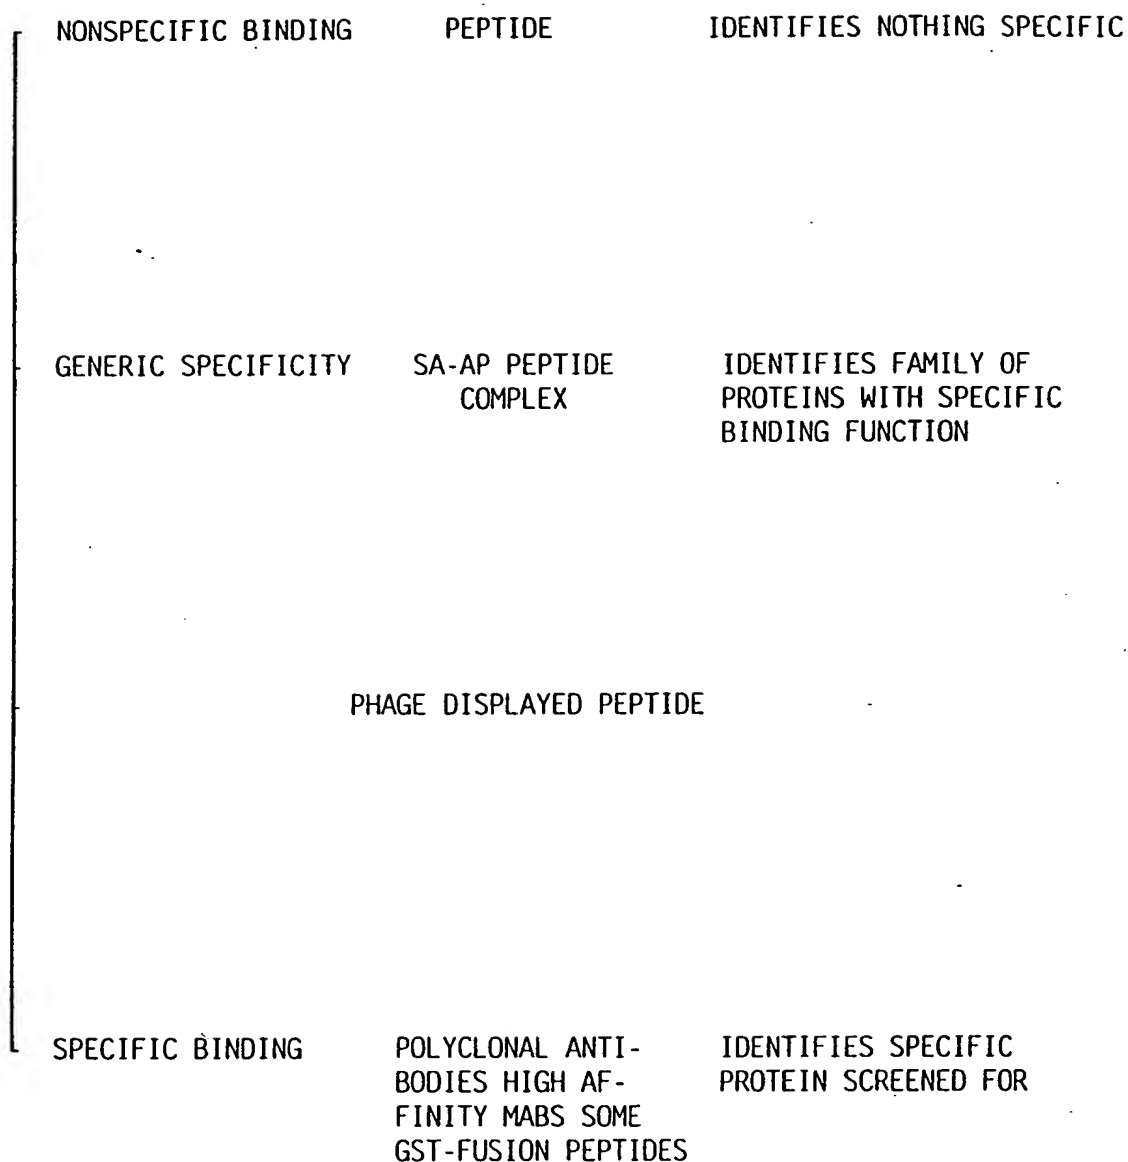 NONSPECIFIC BINDING PEPTIDE IDENTIFIES NOTHING SPECIFIC
GENERIC SPECIFICITY SA-AP PEPTIDE IDENTIFIES FAMILY OF
COMPLEX PROTEINS WITH SPECIFIC
BINDING FUNCTION
PHAGE DISPLAYED PEPTIDE
SPECIFIC BINDING POLYCLONAL ANTI- IDENTIFIES SPECIFIC
BODIES HIGH AF- PROTEIN SCREENED FOR
FINITY MABS SOME
GST-FUSION PEPTIDES